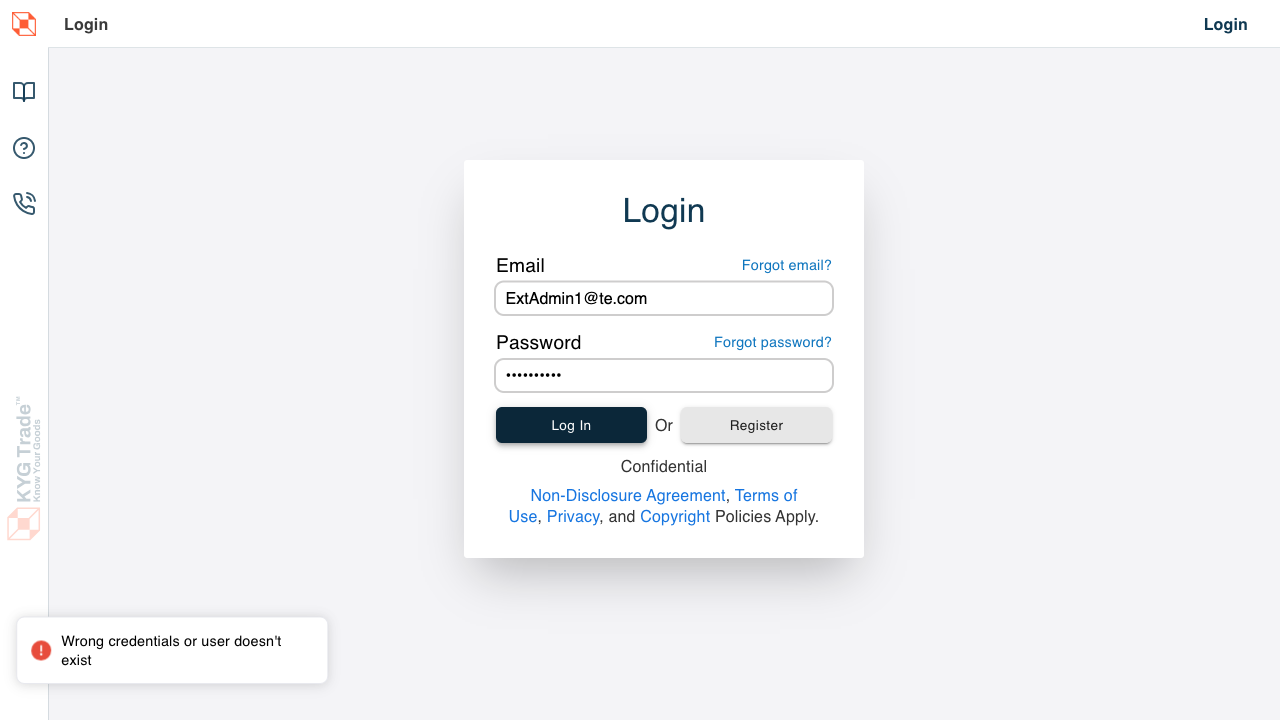 Login
Login
Login
Email
Forgot email?
ExtAdmin1@te.com
Password
Forgot password?
••••••••••
Log In
Or
Register
Confidential
Non-Disclosure Agreement, Terms of
Use, Privacy, and Copyright Policies Apply.
KYG Trade™
Know Your Goods
Wrong credentials or user doesn't
exist